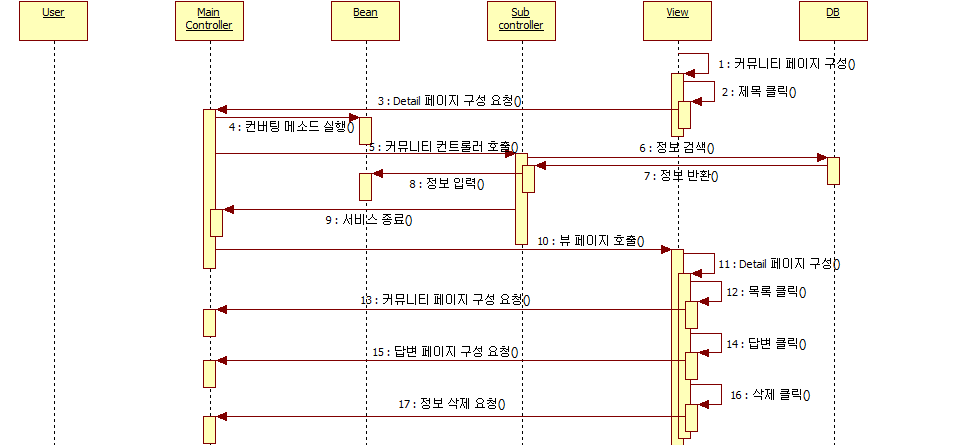 User
Main
Controller
Bean
Sub
controller
View
DB
1 : 커뮤니티 페이지 구성()
2 : 제목 클릭()
3 : Detail 페이지 구성 요청()
4 : 컨버팅 메소드 실행()
5 : 커뮤니티 컨트롤러 호출()
6 : 정보 검색()
7 : 정보 반환()
8 : 정보 입력()
9 : 서비스 종료()
10 : 뷰 페이지 호출()
11 : Detail 페이지 구성()
12 : 목록 클릭()
13 : 커뮤니티 페이지 구성 요청()
14 : 답변 클릭()
15 : 답변 페이지 구성 요청()
16 : 삭제 클릭()
17 : 정보 삭제 요청()